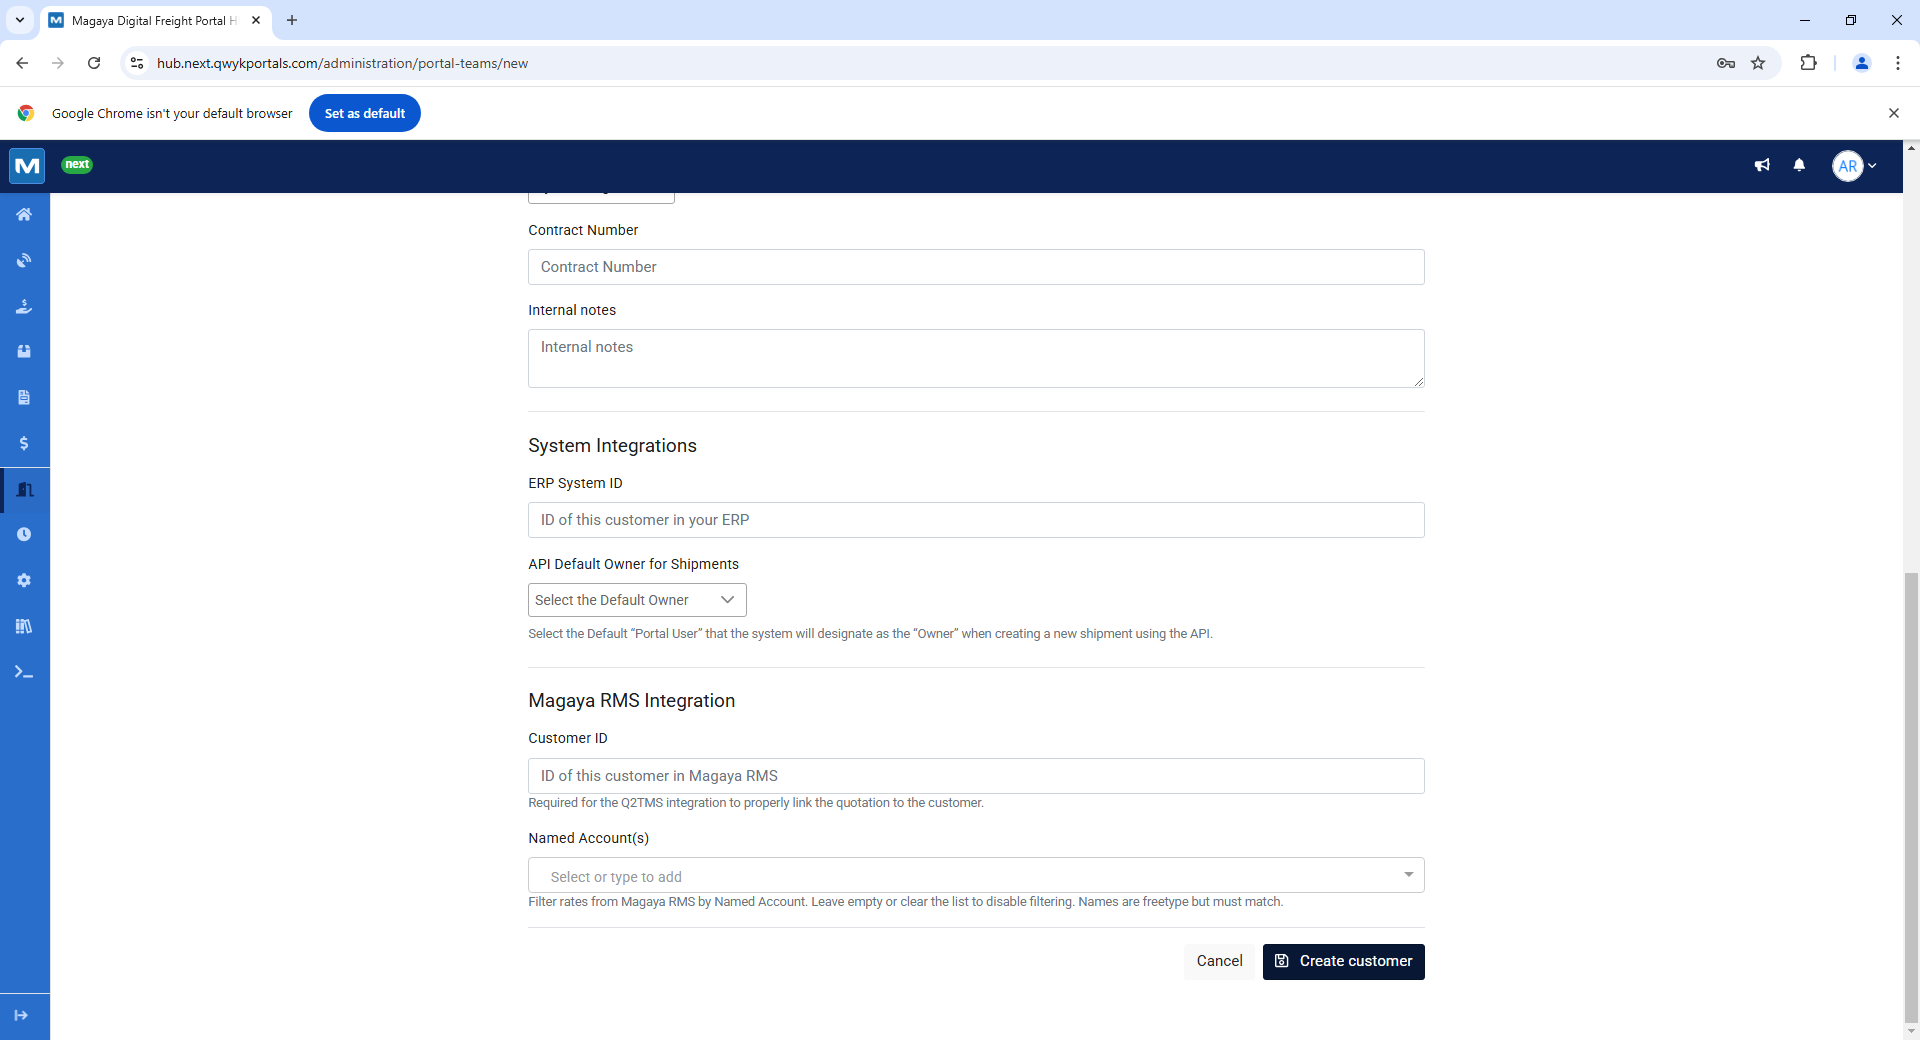 Magaya Digital Freight Portal H
hub.next.qwykportals.com/administration/portal-teams/new
Google Chrome isn't your default browser
Set as default
next
AR
Contract Number
Contract Number
Internal notes
Internal notes
System Integrations
ERP System ID
ID of this customer in your ERP
API Default Owner for Shipments
Select the Default Owner
Select the Default “Portal User” that the system will designate as the “Owner” when creating a new shipment using the API.
Magaya RMS Integration
Customer ID
ID of this customer in Magaya RMS
Required for the Q2TMS integration to properly link the quotation to the customer.
Named Account(s)
Select or type to add
Filter rates from Magaya RMS by Named Account. Leave empty or clear the list to disable filtering. Names are freetype but must match.
Cancel
Create customer